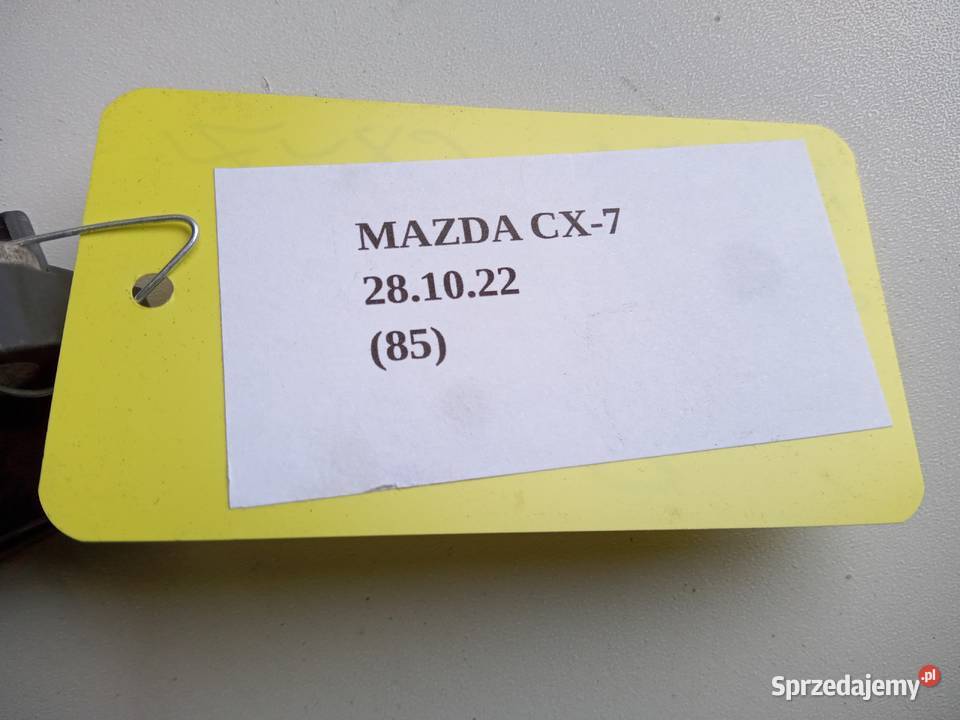 MAZDA CX-7
28.10.22
(85)
Sprzedajemy.pl